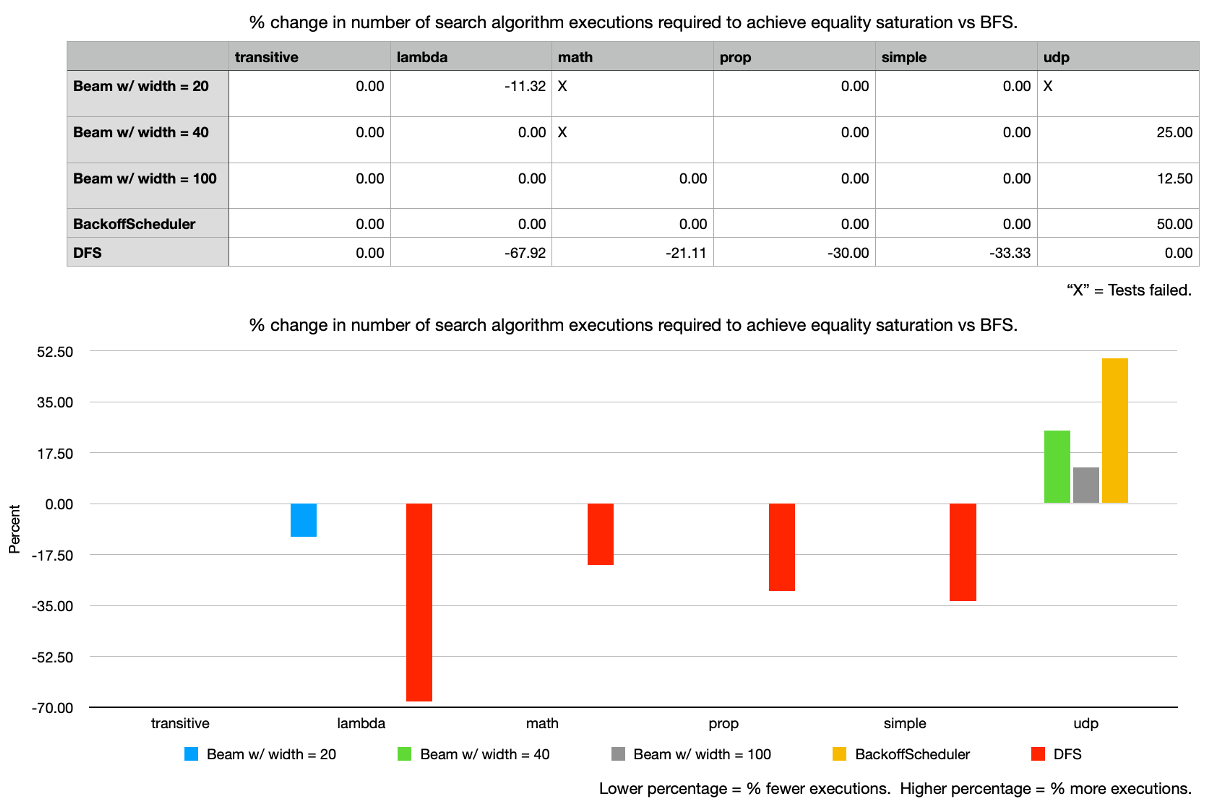 % change in number of search algorithm executions required to achieve equality saturation vs BFS.
transitive lambda math prop simple udp
Beam w/ width = 20 0.00 -11.32 X 0.00 0.00 X
Beam w/ width = 40 0.00 0.00 X 0.00 0.00 25.00
Beam w/ width = 100 0.00 0.00 0.00 0.00 0.00 12.50
BackoffScheduler 0.00 0.00 0.00 0.00 0.00 50.00
DFS 0.00 -67.92 -21.11 -30.00 -33.33 0.00
“X” = Tests failed.
% change in number of search algorithm executions required to achieve equality saturation vs BFS.
Percent
52.50
35.00
17.50
0.00
-17.50
-35.00
-52.50
-70.00
transitive lambda math prop simple udp
Beam w/ width = 20 Beam w/ width = 40 Beam w/ width = 100 BackoffScheduler DFS
Lower percentage = % fewer executions.  Higher percentage = % more executions.